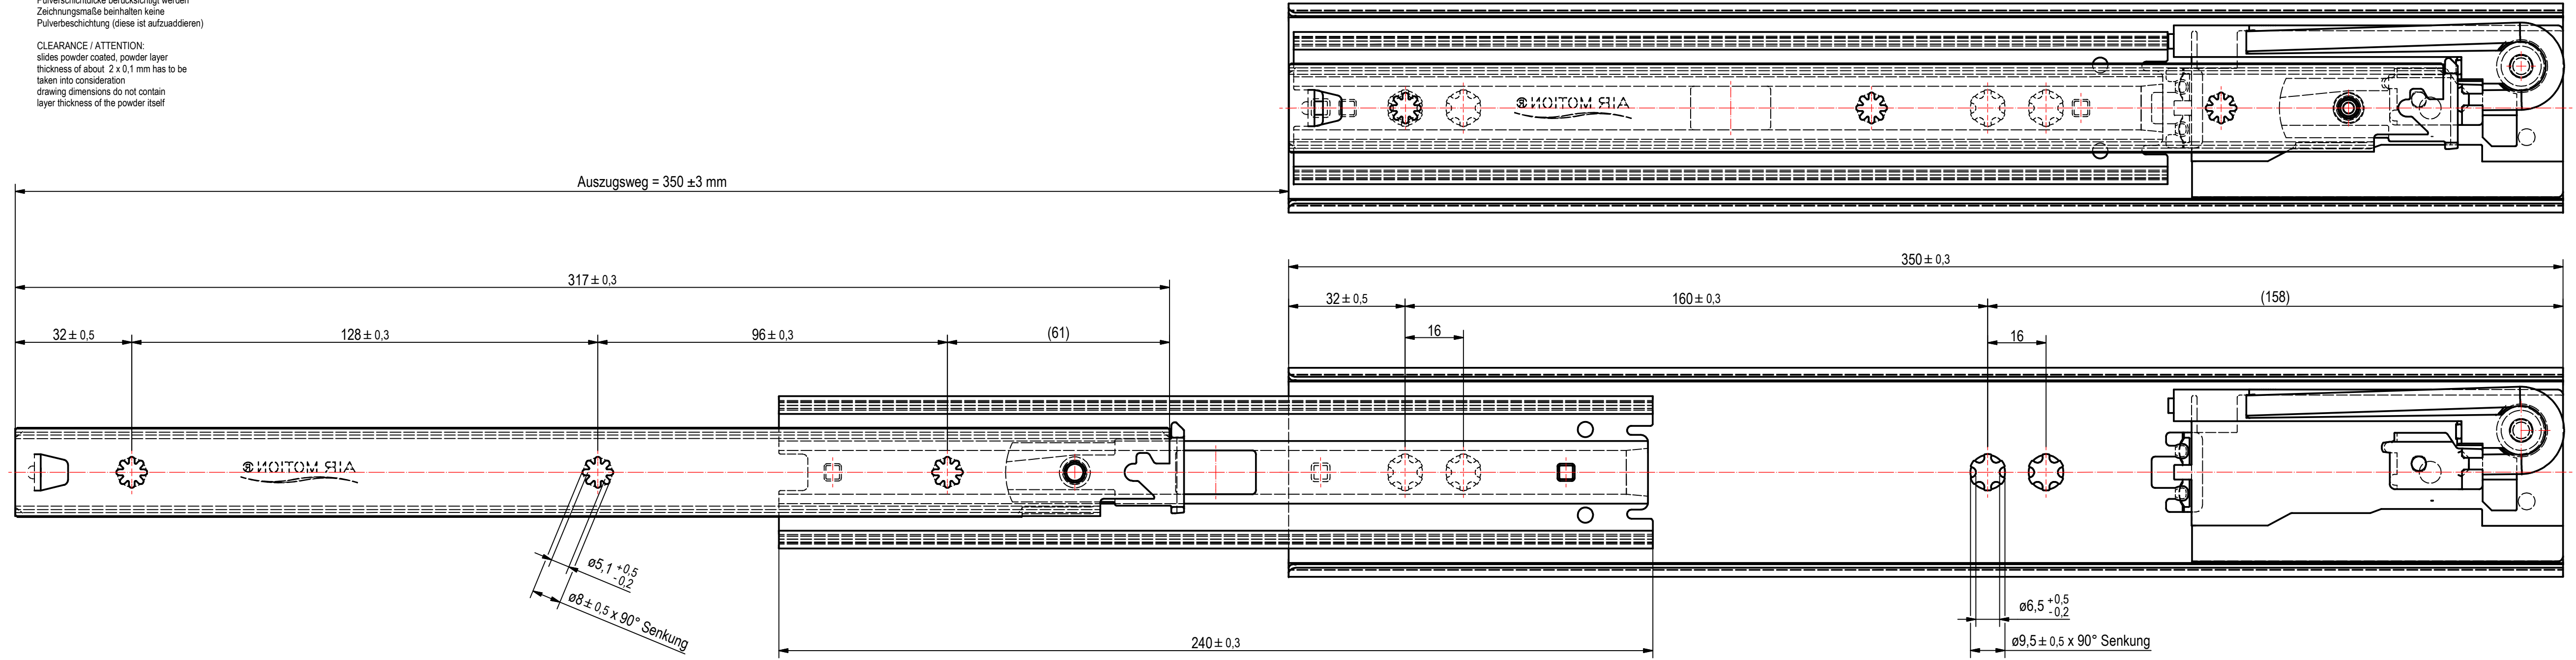 Pulverschichtdicke berücksichtigt werden
Zeichnungsmaße beinhalten keine
Pulverbeschichtung (diese ist aufzuaddieren)
CLEARANCE / ATTENTION:
slides powder coated, powder layer
thickness of about 2 x 0,1 mm has to be
taken into consideration
drawing dimensions do not contain
layer thickness of the powder itself
AIR MOTION®
Auszugsweg = 350 ±3 mm
350 ± 0,3
317 ± 0,3
32 ± 0,5
160 ± 0,3
(158)
32 ± 0,5
128 ± 0,3
96 ± 0,3
(61)
16
16
AIR MOTION®
ø5,1 +0,5 -0,2
ø8 ± 0,5 x 90° Senkung
ø6,5 +0,5 -0,2
240 ± 0,3
ø9,5 ± 0,5 x 90° Senkung